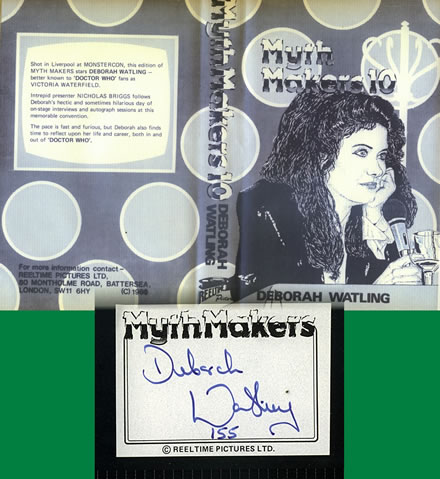 Shot in Liverpool at MONSTERCON, this edition of
MYTH MAKERS stars DEBORAH WATLING –
better known to 'DOCTOR WHO' fans as
VICTORIA WATERFIELD.
Intrepid presenter NICHOLAS BRIGGS follows
Deborah's hectic and sometimes hilarious day of
on-stage interviews and autograph sessions at this
memorable convention.
The pace is fast and furious, but Deborah also finds
time to reflect upon her life and career, both in and
out of 'DOCTOR WHO'.
For more information contact –
REELTIME PICTURES LTD,
80 MONTHOLME ROAD, BATTERSEA,
LONDON, SW11 6HY (C) 1988
Myth Makers 10 DEBORAH
WATLING
REELTIME
Myth
Makers 10
DEBORAH WATLING
Myth Makers
Deborah
Watling
155
© REELTIME PICTURES LTD.